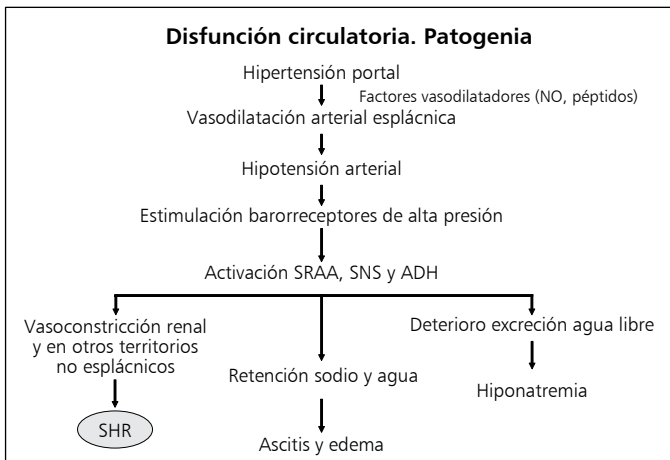 Disfunción circulatoria. Patogenia
Hipertensión portal
Factores vasodilatadores (NO, péptidos)
Vasodilatación arterial esplácnica
Hipotensión arterial
Estimulación barorreceptores de alta presión
Activación SRAA, SNS y ADH
Vasoconstricción renal
y en otros territorios
no esplácnicos
SHR
Retención sodio y agua
Ascitis y edema
Deterioro excreción agua libre
Hiponatremia